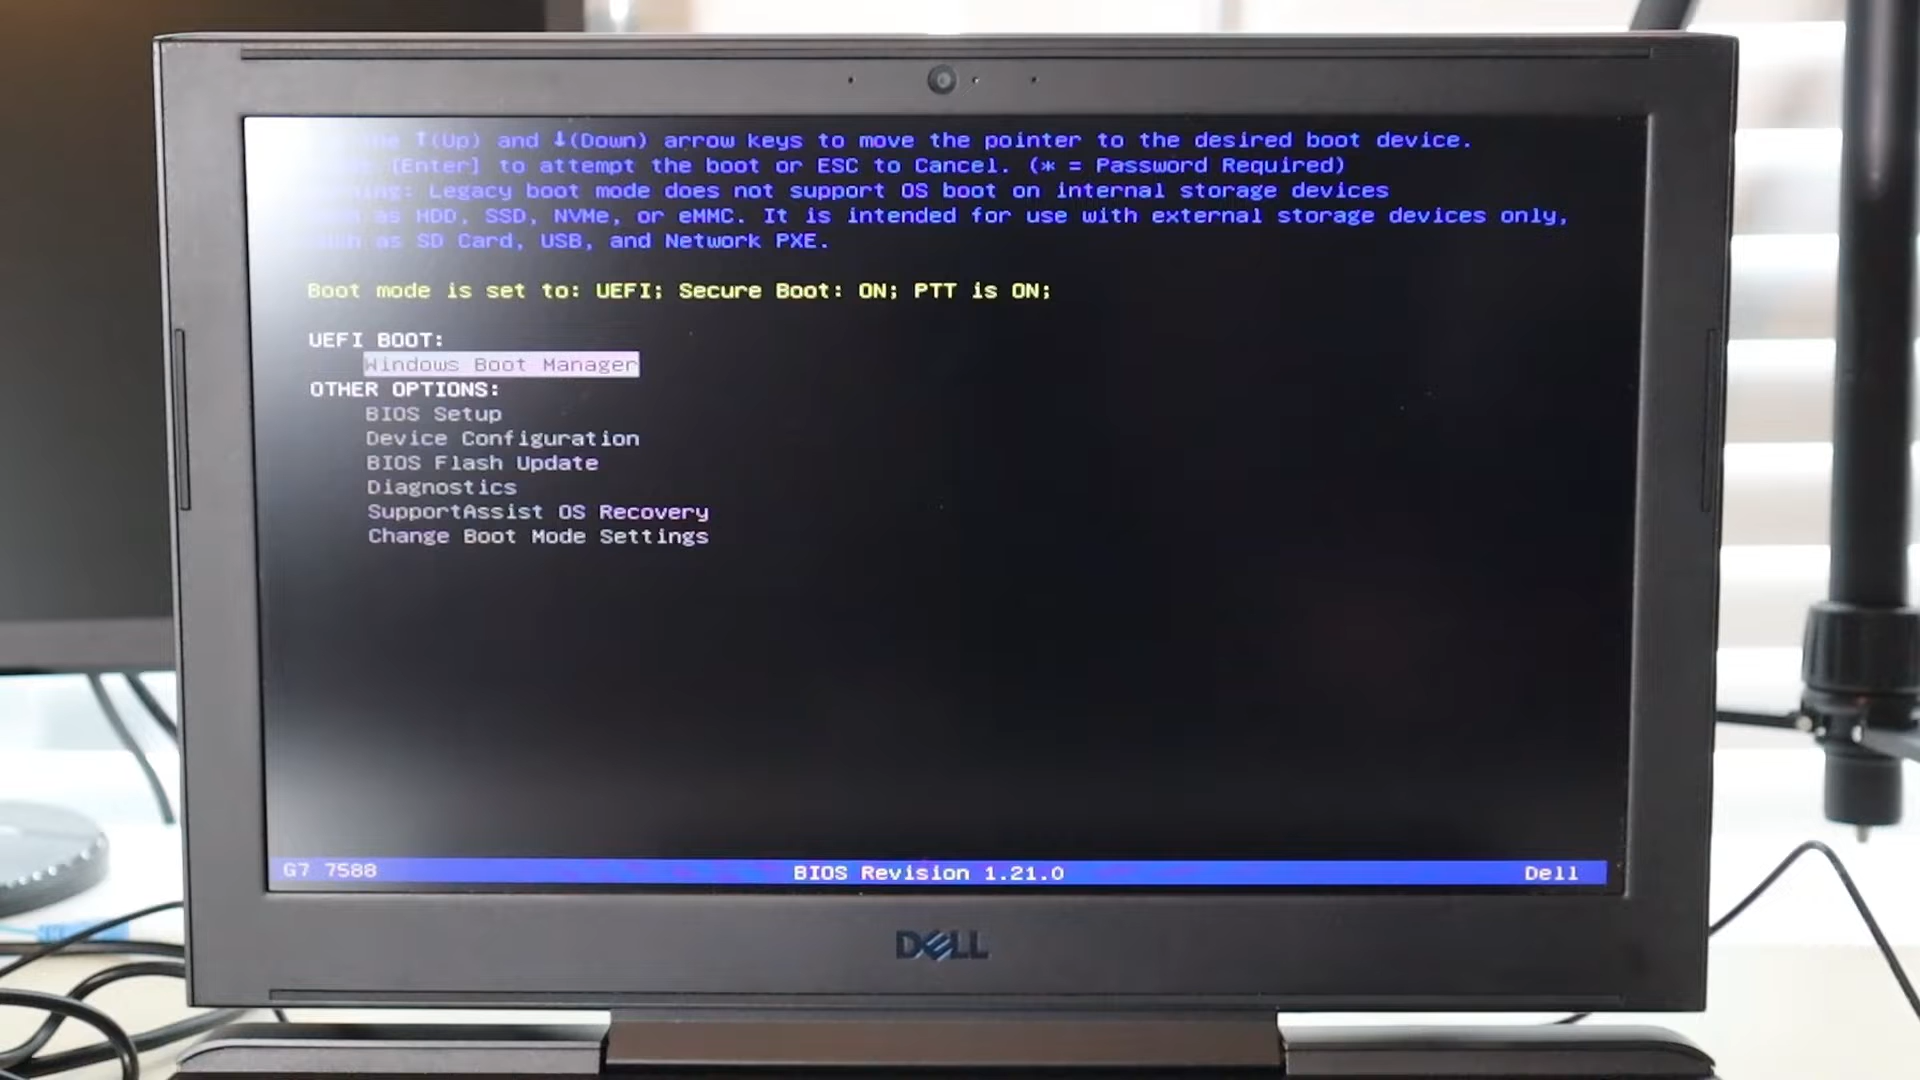 the ↑(Up) and ↓(Down) arrow keys to move the pointer to the desired boot device.
[Enter] to attempt the boot or ESC to Cancel. (* = Password Required)
Legacy boot mode does not support OS boot on internal storage devices
as HDD, SSD, NVMe, or eMMC. It is intended for use with external storage devices only,
as SD Card, USB, and Network PXE.
Boot mode is set to: UEFI; Secure Boot: ON; PTT is ON;
UEFI BOOT:
Windows Boot Manager
OTHER OPTIONS:
BIOS Setup
Device Configuration
BIOS Flash Update
Diagnostics
SupportAssist OS Recovery
Change Boot Mode Settings
G7 7588 BIOS Revision 1.21.0 Dell
DELL